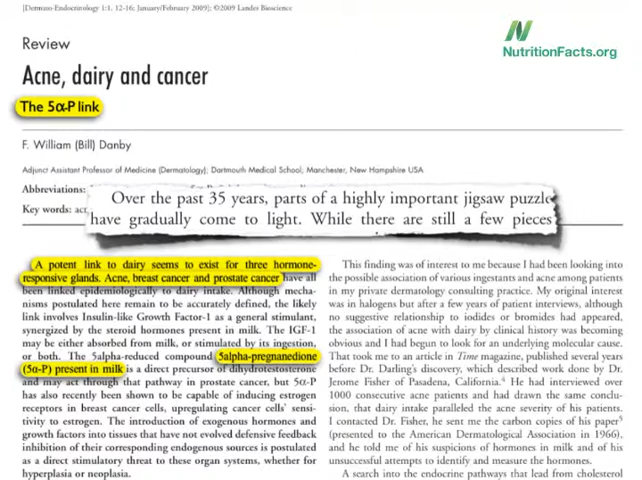 [Dermato-Endocrinology 1:1, 12-16; January/February 2009]; ©2009 Landes Bioscience
Review
NutritionFacts.org
Acne, dairy and cancer
The 5α-P link
F. William (Bill) Danby
Adjunct Assistant Professor of Medicine (Dermatology); Dartmouth Medical School; Manchester, New Hampshire USA
Abbreviations:
Key words: ac
Over the past 35 years, parts of a highly important jigsaw puzzle
have gradually come to light. While there are still a few pieces
A potent link to dairy seems to exist for three hormone-
responsive glands. Acne, breast cancer and prostate cancer have all
been linked epidemiologically to dairy intake. Although mecha-
nisms postulated here remain to be accurately defined, the likely
link involves Insulin-like Growth Factor-1 as a general stimulant,
synergized by the steroid hormones present in milk. The IGF-1
may be either absorbed from milk, or stimulated by its ingestion,
or both. The 5alpha-reduced compound 5alpha-pregnanedione
(5α-P) present in milk is a direct precursor of dihydrotestosterone
and may act through that pathway in prostate cancer, but 5α-P
has also recently been shown to be capable of inducing estrogen
receptors in breast cancer cells, upregulating cancer cells' sensi-
tivity to estrogen. The introduction of exogenous hormones and
growth factors into tissues that have not evolved defensive feedback
inhibition of their corresponding endogenous sources is postulated
as a direct stimulatory threat to these organ systems, whether for
hyperplasia or neoplasia.
This finding was of interest to me because I had been looking into
the possible association of various ingestants and acne among patients
in my private dermatology consulting practice. My original interest
was in halogens but after a few years of patient interviews, although
no suggestive relationship to iodides or bromides had appeared,
the association of acne with dairy by clinical history was becoming
obvious and I had begun to look for an underlying molecular cause.
That took me to an article in Time magazine, published several years
before Dr. Darling's discovery, which described work done by Dr.
Jerome Fisher of Pasadena, California.4 He had interviewed over
1000 consecutive acne patients and had drawn the same conclu-
sion, that dairy intake paralleled the acne severity of his patients.
I contacted Dr. Fisher, he sent me the carbon copies of his paper5
(presented to the American Dermatological Association in 1966),
and he told me of his suspicions of hormones in milk and of his
unsuccessful attempts to identify and measure the hormones.
A search into the endocrine pathways that lead from cholesterol